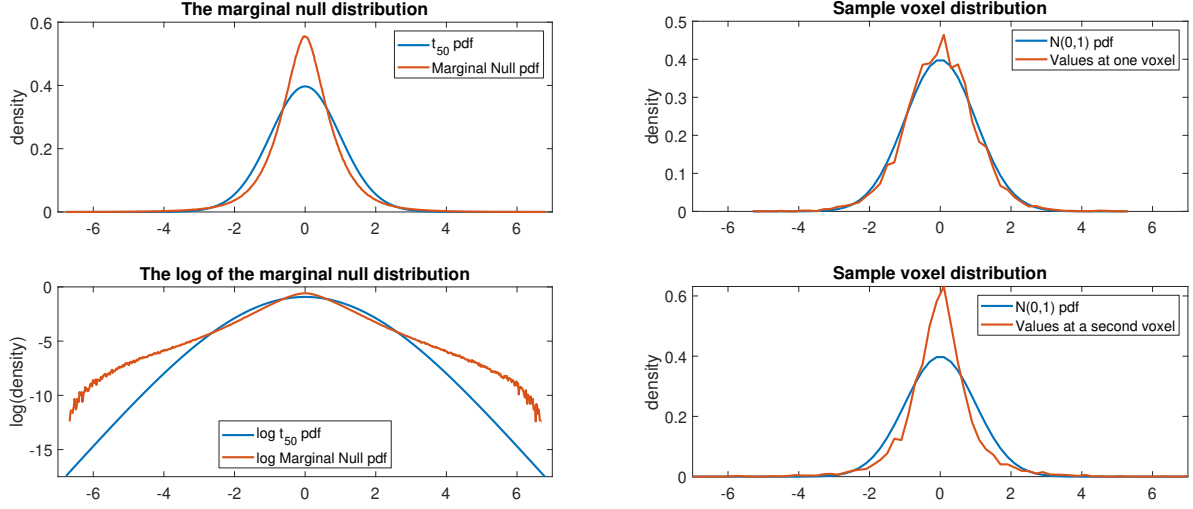 The marginal null distribution
0.6
0.4
0.2
0
density
t50 pdf
Marginal Null pdf
-6 -4 -2 0 2 4 6
Sample voxel distribution
0.5
0.4
0.3
0.2
0.1
0
density
N(0,1) pdf
Values at one voxel
-6 -4 -2 0 2 4 6
The log of the marginal null distribution
0
-5
-10
-15
log(density)
log t50 pdf
log Marginal Null pdf
-6 -4 -2 0 2 4 6
Sample voxel distribution
0.6
0.4
0.2
0
density
N(0,1) pdf
Values at a second voxel
-6 -4 -2 0 2 4 6